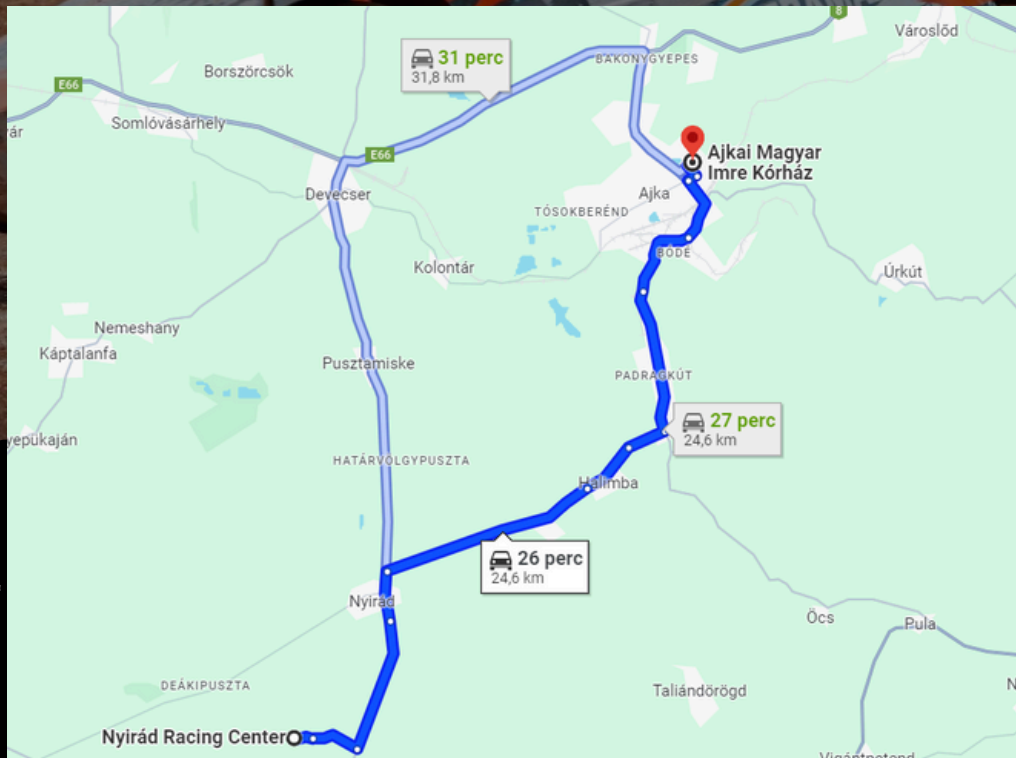 8
Városlőd
31 perc
31,8 km
BAKONYGYEPES
Borszörcsök
E66
Somlóvásárhely
E66
Ajkai Magyar
Imre Kórház
Devecser
Ajka
TÓSOKBERÉND
BÓDÉ
Kolontár
Úrkút
Nemeshany
Káptalanfa
Pusztamiske
PADRAGKÚT
27 perc
24,6 km
yepükaján
HATÁRVÖLGYPUSZTA
Halimba
26 perc
24,6 km
Nyirád
Öcs
Pula
DEÁKIPUSZTA
Taliándörögd
Nyirád Racing Center